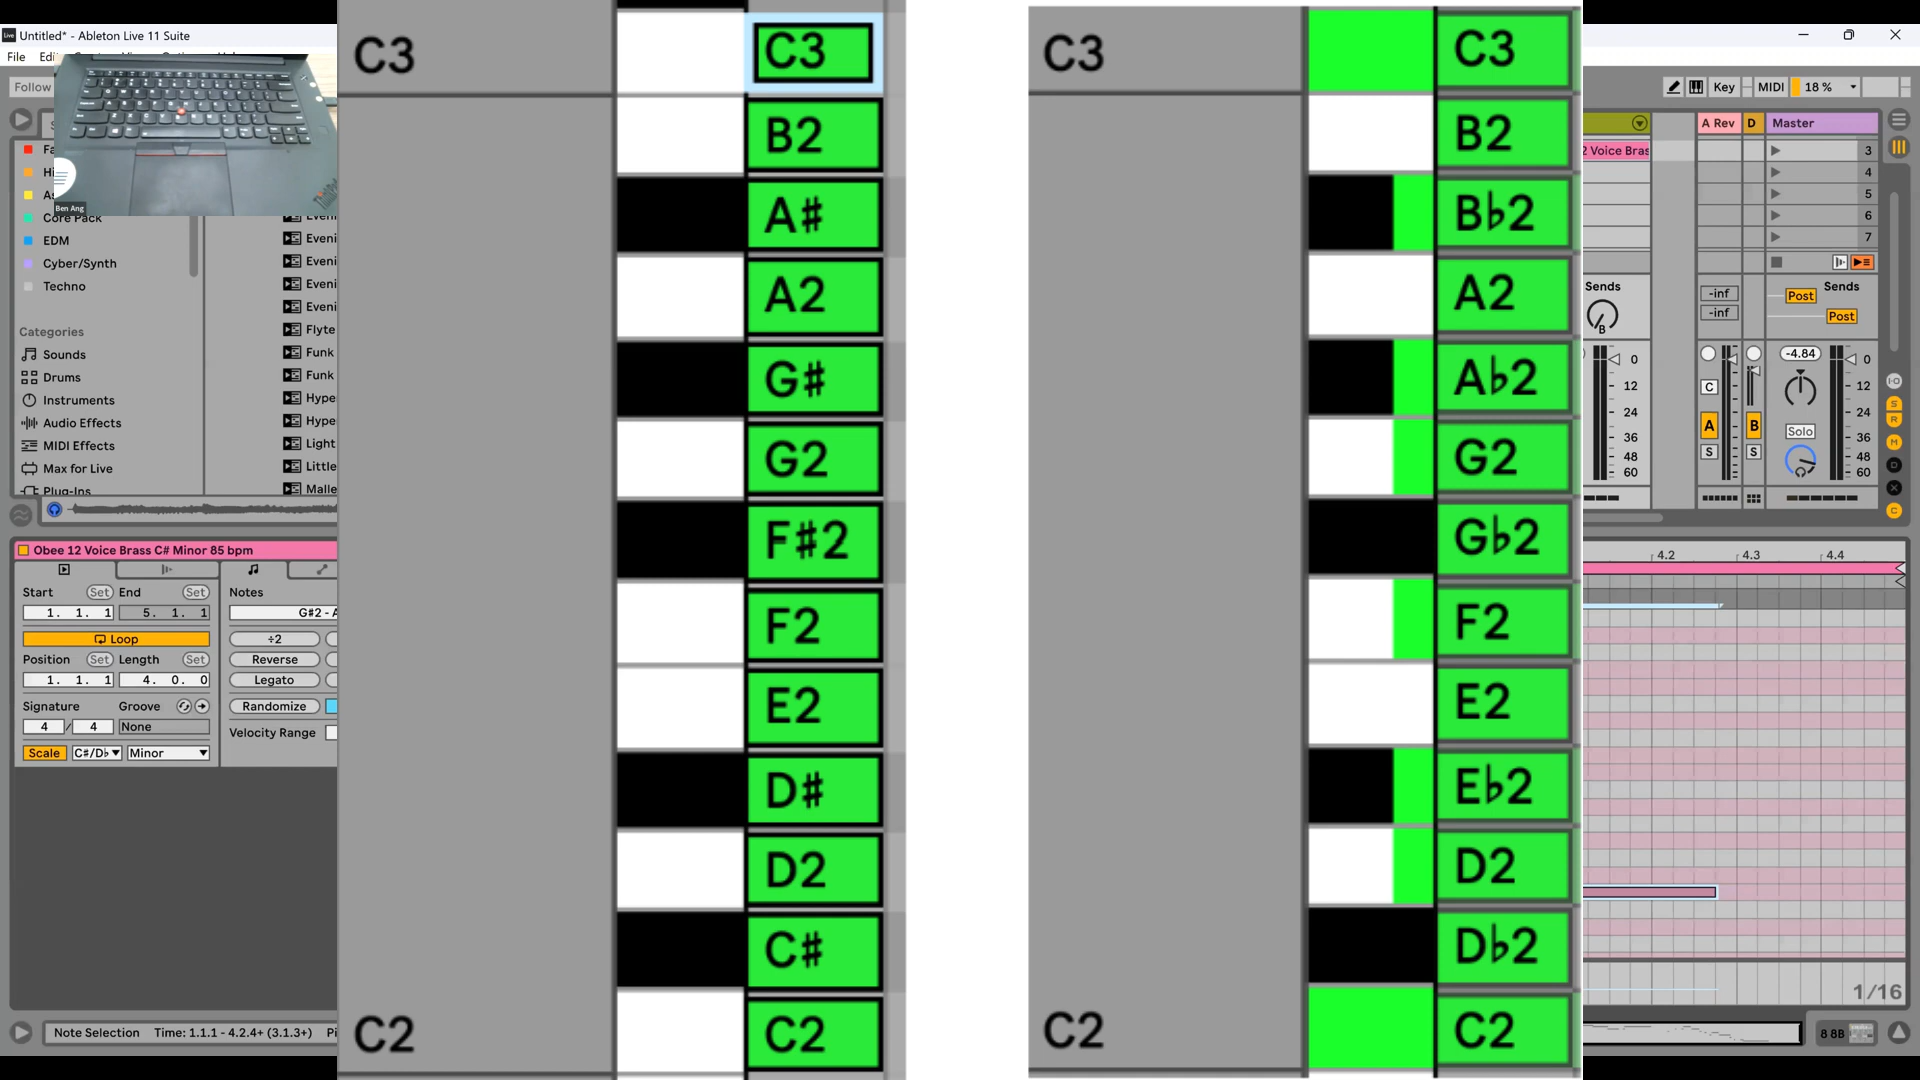 Untitled* - Ableton Live 11 Suite
File
Follow
Key
MIDI
18 %
Ben Ang
Core Pack
EDM
Cyber/Synth
Techno
Categories
Sounds
Drums
Instruments
Audio Effects
MIDI Effects
Max for Live
Plug-Ins
Eveni
Eveni
Eveni
Eveni
Eveni
Flyte
Funk
Funk
Hype
Hype
Light
Little
Malle
Obee 12 Voice Brass C# Minor 85 bpm
Start
Set
End
Set
1. 1. 1
5. 1. 1
Loop
Position
Set
Length
Set
1. 1. 1
4. 0. 0
Signature
Groove
4 / 4
None
Scale
C#/D♭
Minor
Notes
G#2 - A
÷2
Reverse
Legato
Randomize
Velocity Range
Note Selection
Time: 1.1.1 - 4.2.4+ (3.1.3+)
C3
C3
B2
A♯
A2
G♯
G2
F♯2
F2
E2
D♯
D2
C♯
C2
C2
C3
C3
B2
B♭2
A2
A♭2
G2
G♭2
F2
E2
E♭2
D2
D♭2
C2
C2
A Rev
D
Master
2 Voice Bras
3
4
5
6
7
Sends
Sends
-inf
-inf
Post
Post
B
-4.84
0
12
24
36
48
60
0
12
24
36
48
60
C
A
B
S
S
Solo
4.2
4.3
4.4
1/16
8 8B